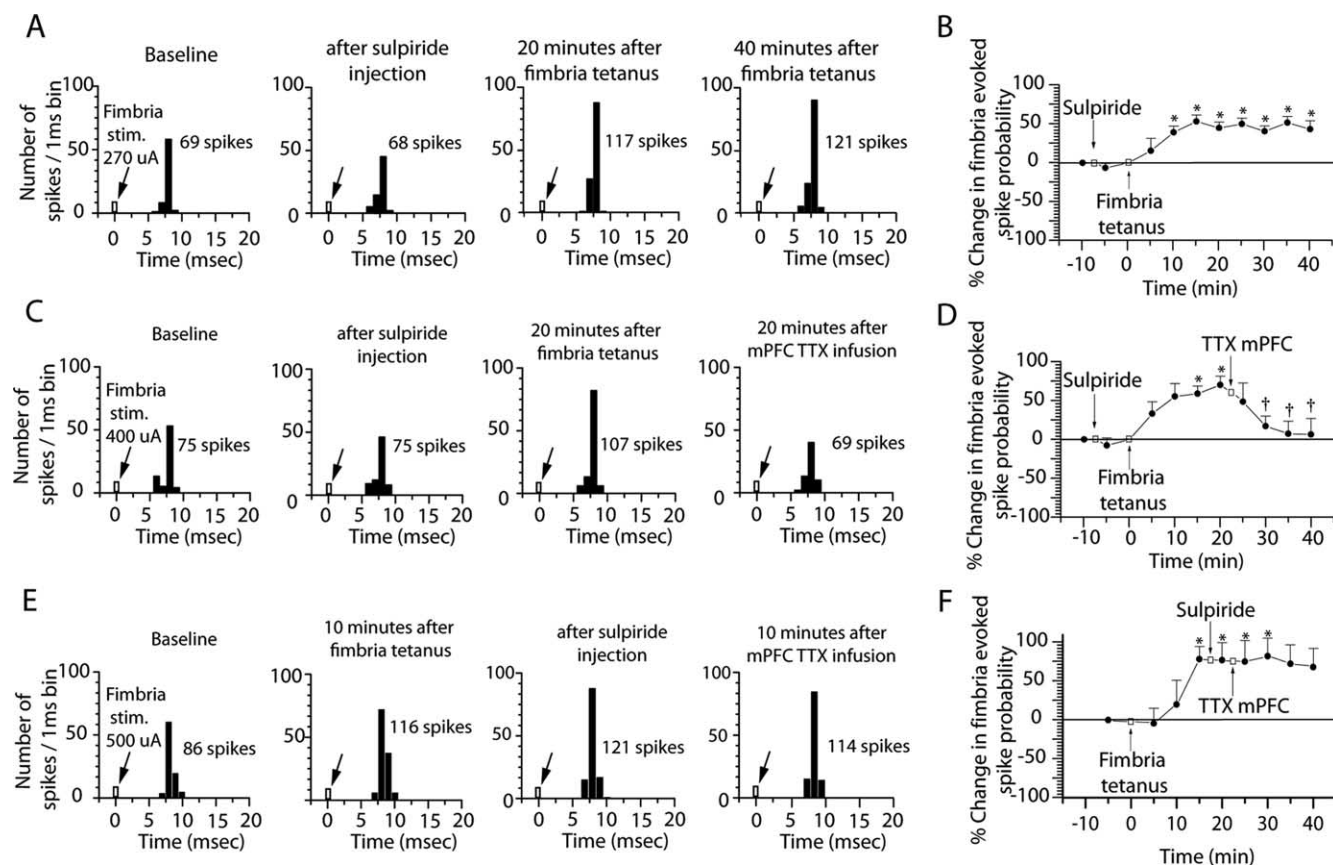 A
Baseline
Number of
spikes / 1ms bin
100
50
0
Fimbria
stim.
270 uA
69 spikes
0 5 10 15 20
Time (msec)
after sulpiride
injection
100
50
0
68 spikes
0 5 10 15 20
Time (msec)
20 minutes after
fimbria tetanus
100
50
0
117 spikes
0 5 10 15 20
Time (msec)
40 minutes after
fimbria tetanus
100
50
0
121 spikes
0 5 10 15 20
Time (msec)
B
% Change in fimbria evoked
spike probability
100
50
0
-50
-100
Sulpiride
* * * * * * *
Fimbria
tetanus
-10 0 10 20 30 40
Time (min)
C
Baseline
Number of
spikes / 1ms bin
100
50
0
Fimbria
stim.
400 uA
75 spikes
0 5 10 15 20
Time (msec)
after sulpiride
injection
100
50
0
75 spikes
0 5 10 15 20
Time (msec)
20 minutes after
fimbria tetanus
100
50
0
107 spikes
0 5 10 15 20
Time (msec)
20 minutes after
mPFC TTX infusion
100
50
0
69 spikes
0 5 10 15 20
Time (msec)
D
% Change in fimbria evoked
spike probability
100
50
0
-50
-100
TTX mPFC
Sulpiride
* * † † †
Fimbria
tetanus
-10 0 10 20 30 40
Time (min)
E
Baseline
Number of
spikes / 1ms bin
100
50
0
Fimbria
stim.
500 uA
86 spikes
0 5 10 15 20
Time (msec)
10 minutes after
fimbria tetanus
100
50
0
116 spikes
0 5 10 15 20
Time (msec)
after sulpiride
injection
100
50
0
121 spikes
0 5 10 15 20
Time (msec)
10 minutes after
mPFC TTX infusion
100
50
0
114 spikes
0 5 10 15 20
Time (msec)
F
% Change in fimbria evoked
spike probability
100
50
0
-50
-100
Sulpiride
* * * *
TTX mPFC
Fimbria
tetanus
-10 0 10 20 30 40
Time (min)